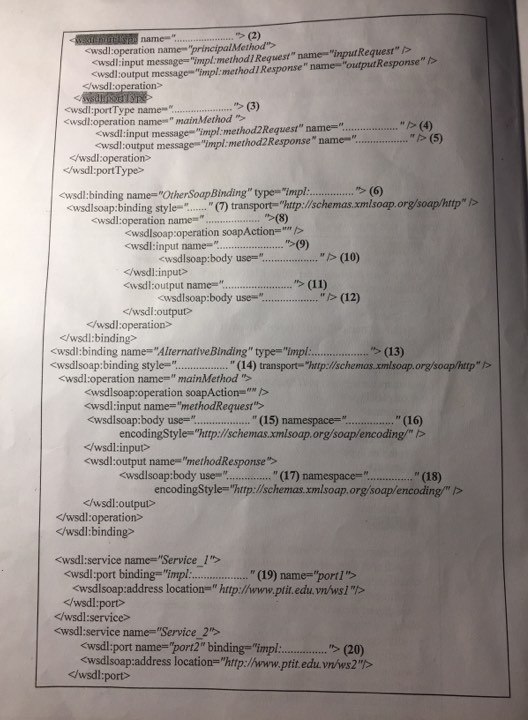 <wsdl:portType name="..................."> (2)
<wsdl:operation name="principalMethod">
<wsdl:input message="impl:method1Request" name="inputRequest" />
<wsdl:output message="impl:method1Response" name="outputResponse" />
</wsdl:operation>
</wsdl:portType>
<wsdl:portType name="..................."> (3)
<wsdl:operation name=" mainMethod ">
<wsdl:input message="impl:method2Request" name="................." /> (4)
<wsdl:output message="impl:method2Response" name="................." /> (5)
</wsdl:operation>
</wsdl:portType>
<wsdl:binding name="OtherSoapBinding" type="impl:.................."> (6)
<wsdlsoap:binding style="......." (7) transport="http://schemas.xmlsoap.org/soap/http" />
<wsdl:operation name=" ................. ">(8)
<wsdlsoap:operation soapAction="" />
<wsdl:input name=".....................">(9)
<wsdlsoap:body use=".................." /> (10)
</wsdl:input>
<wsdl:output name="......................"> (11)
<wsdlsoap:body use=".................." /> (12)
</wsdl:output>
</wsdl:operation>
</wsdl:binding>
<wsdl:binding name="AlternativeBinding" type="impl:..................."> (13)
<wsdlsoap:binding style="................." (14) transport="http://schemas.xmlsoap.org/soap/http" />
<wsdl:operation name=" mainMethod ">
<wsdlsoap:operation soapAction="" />
<wsdl:input name="methodRequest">
<wsdlsoap:body use="................." (15) namespace="................" (16)
encodingStyle="http://schemas.xmlsoap.org/soap/encoding/" />
</wsdl:input>
<wsdl:output name="methodResponse">
<wsdlsoap:body use="................" (17) namespace="..............." (18)
encodingStyle="http://schemas.xmlsoap.org/soap/encoding/" />
</wsdl:output>
</wsdl:operation>
</wsdl:binding>
<wsdl:service name="Service_1">
<wsdl:port binding="impl:................... " (19) name="port1">
<wsdlsoap:address location=" http://www.ptit.edu.vn/ws1"/>
</wsdl:port>
</wsdl:service>
<wsdl:service name="Service_2">
<wsdl:port name="port2" binding="impl:..............."> (20)
<wsdlsoap:address location="http://www.ptit.edu.vn/ws2"/>
</wsdl:port>